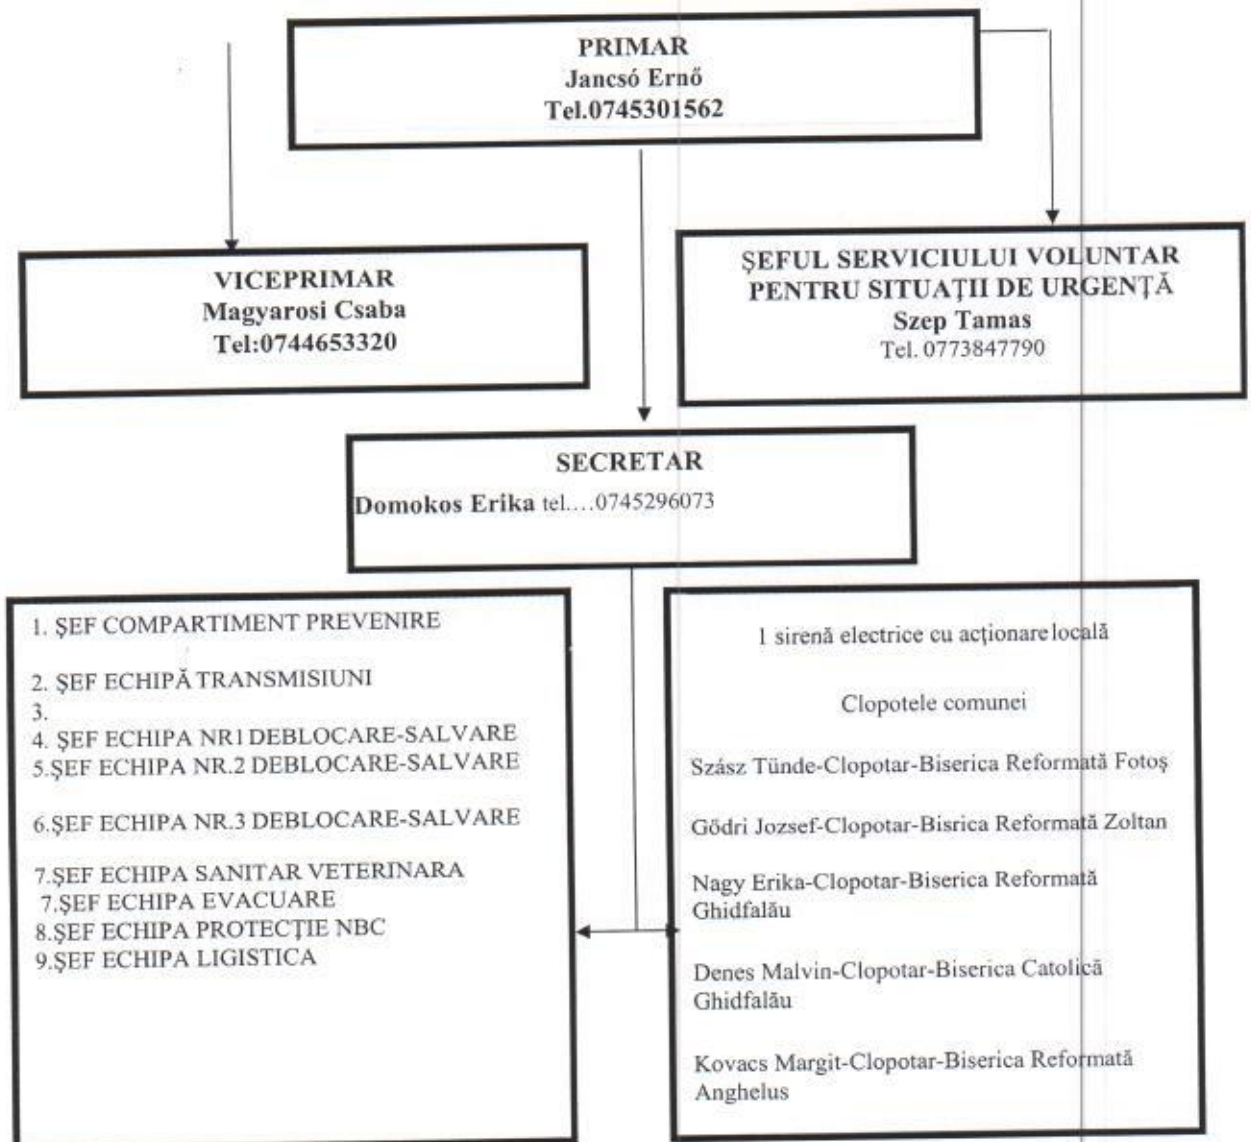 PRIMAR
Jancsó Ernő
Tel.0745301562
VICEPRIMAR
Magyarosi Csaba
Tel:0744653320
ŞEFUL SERVICIULUI VOLUNTAR
PENTRU SITUAŢII DE URGENŢĂ
Szep Tamas
Tel. 0773847790
SECRETAR
Domokos Erika tel....0745296073
1. ŞEF COMPARTIMENT PREVENIRE
2. ŞEF ECHIPĂ TRANSMISIUNI
3.
4. ŞEF ECHIPA NR1 DEBLOCARE-SALVARE
5.ŞEF ECHIPA NR.2 DEBLOCARE-SALVARE
6.ŞEF ECHIPA NR.3 DEBLOCARE-SALVARE
7.ŞEF ECHIPA SANITAR VETERINARA
7.ŞEF ECHIPA EVACUARE
8.ŞEF ECHIPA PROTECŢIE NBC
9.ŞEF ECHIPA LIGISTICA
1 sirenă electrice cu acţionare locală
Clopotele comunei
Szász Tünde-Clopotar-Biserica Reformată Fotoş
Gődri Jozsef-Clopotar-Bisrica Reformată Zoltan
Nagy Erika-Clopotar-Biserica Reformată
Ghidfalău
Denes Malvin-Clopotar-Biserica Catolică
Ghidfalău
Kovacs Margit-Clopotar-Biserica Reformată
Anghelus